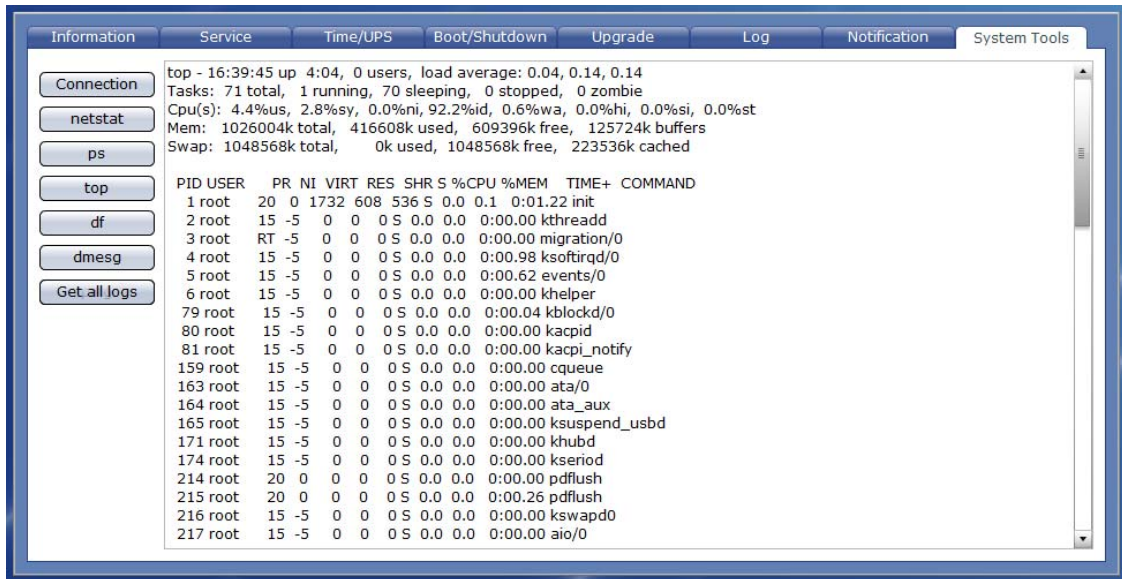 Information Service Time/UPS Boot/Shutdown Upgrade Log Notification System Tools
Connection
netstat
ps
top
df
dmesg
Get all logs
top - 16:39:45 up 4:04, 0 users, load average: 0.04, 0.14, 0.14
Tasks: 71 total, 1 running, 70 sleeping, 0 stopped, 0 zombie
Cpu(s): 4.4%us, 2.8%sy, 0.0%ni, 92.2%id, 0.6%wa, 0.0%hi, 0.0%si, 0.0%st
Mem: 1026004k total, 416608k used, 609396k free, 125724k buffers
Swap: 1048568k total, 0k used, 1048568k free, 223536k cached
PID USER PR NI VIRT RES SHR S %CPU %MEM TIME+ COMMAND
1 root 20 0 1732 608 536 S 0.0 0.1 0:01.22 init
2 root 15 -5 0 0 0 S 0.0 0.0 0:00.00 kthreadd
3 root RT -5 0 0 0 S 0.0 0.0 0:00.00 migration/0
4 root 15 -5 0 0 0 S 0.0 0.0 0:00.98 ksoftirqd/0
5 root 15 -5 0 0 0 S 0.0 0.0 0:00.62 events/0
6 root 15 -5 0 0 0 S 0.0 0.0 0:00.00 khelper
79 root 15 -5 0 0 0 S 0.0 0.0 0:00.04 kblockd/0
80 root 15 -5 0 0 0 S 0.0 0.0 0:00.00 kacpid
81 root 15 -5 0 0 0 S 0.0 0.0 0:00.00 kacpi_notify
159 root 15 -5 0 0 0 S 0.0 0.0 0:00.00 cqueue
163 root 15 -5 0 0 0 S 0.0 0.0 0:00.00 ata/0
164 root 15 -5 0 0 0 S 0.0 0.0 0:00.00 ata_aux
165 root 15 -5 0 0 0 S 0.0 0.0 0:00.00 ksuspend_usbd
171 root 15 -5 0 0 0 S 0.0 0.0 0:00.00 khubd
174 root 15 -5 0 0 0 S 0.0 0.0 0:00.00 kseriod
214 root 20 0 0 0 0 S 0.0 0.0 0:00.00 pdflush
215 root 20 0 0 0 0 S 0.0 0.0 0:00.26 pdflush
216 root 15 -5 0 0 0 S 0.0 0.0 0:00.00 kswapd0
217 root 15 -5 0 0 0 S 0.0 0.0 0:00.00 aio/0